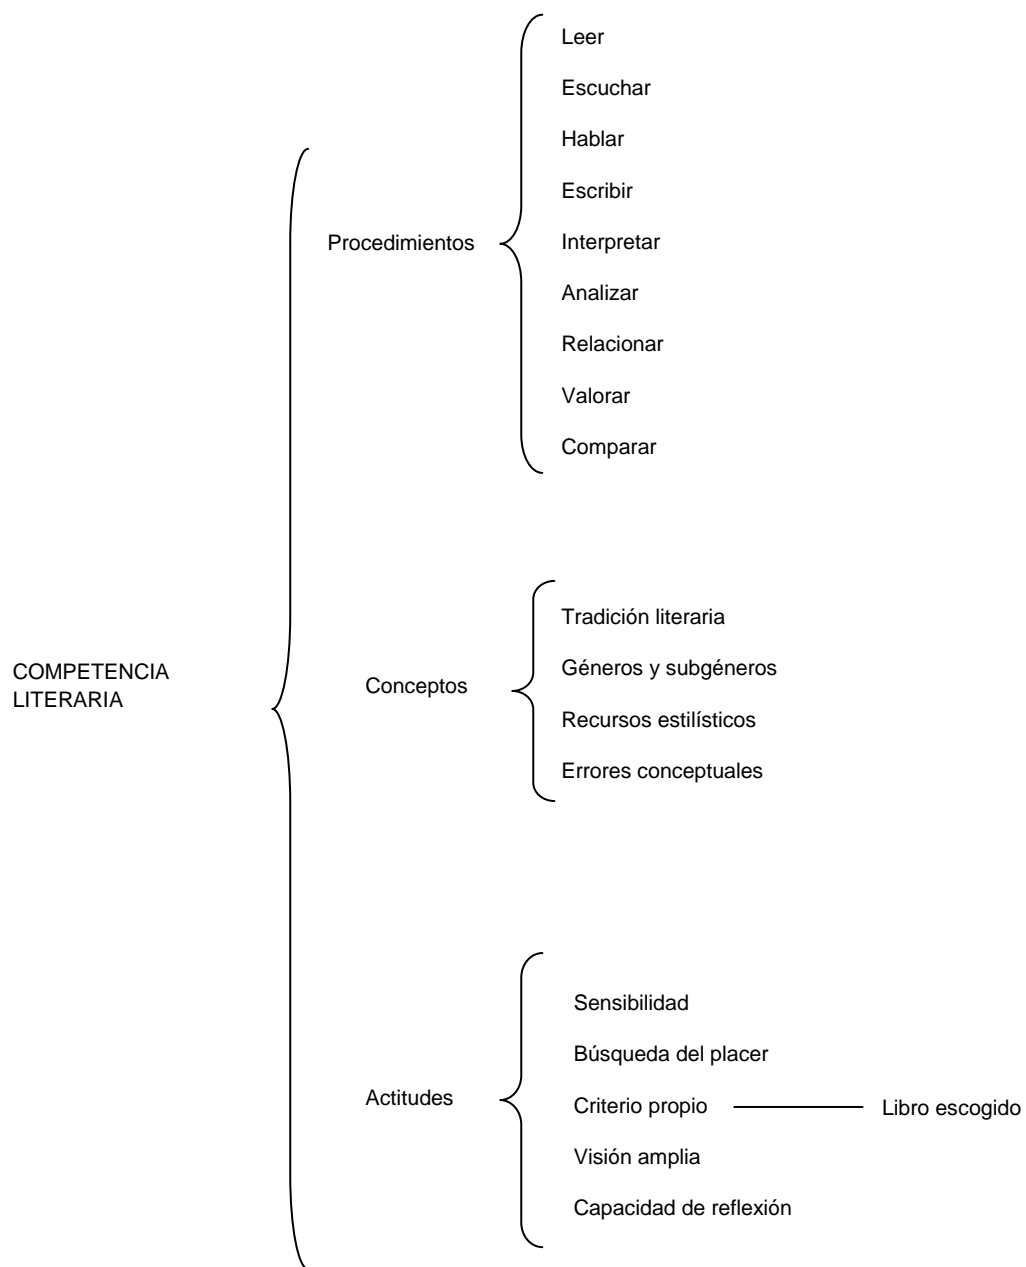 COMPETENCIA
LITERARIA
Procedimientos
Leer
Escuchar
Hablar
Escribir
Interpretar
Analizar
Relacionar
Valorar
Comparar
Conceptos
Tradición literaria
Géneros y subgéneros
Recursos estilísticos
Errores conceptuales
Actitudes
Sensibilidad
Búsqueda del placer
Criterio propio
Libro escogido
Visión amplia
Capacidad de reflexión